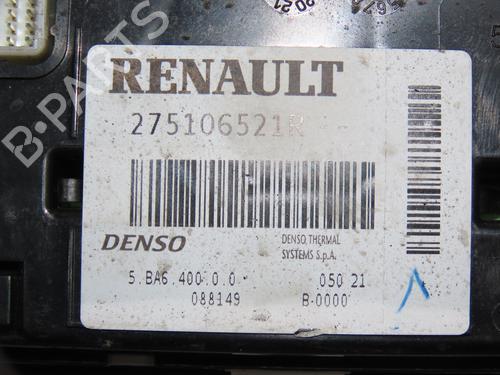 RENAULT
275106521R
DENSO
DENSO THERMAL
SYSTEMS S.p.A.
5.BA6.400.0.0 050 21
088149 B-0000
B-PARTS